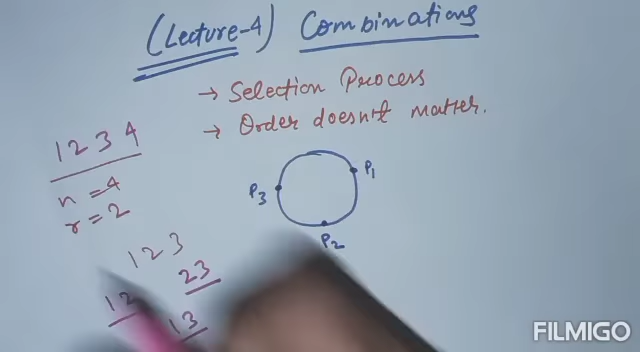 (Lecture-4) Combinations
→ Selection Process
→ Order doesn't matter.
1 2 3 4
n = 4
r = 2
P1
P3
P2
1 2 3
12
23
13
FILMIGO